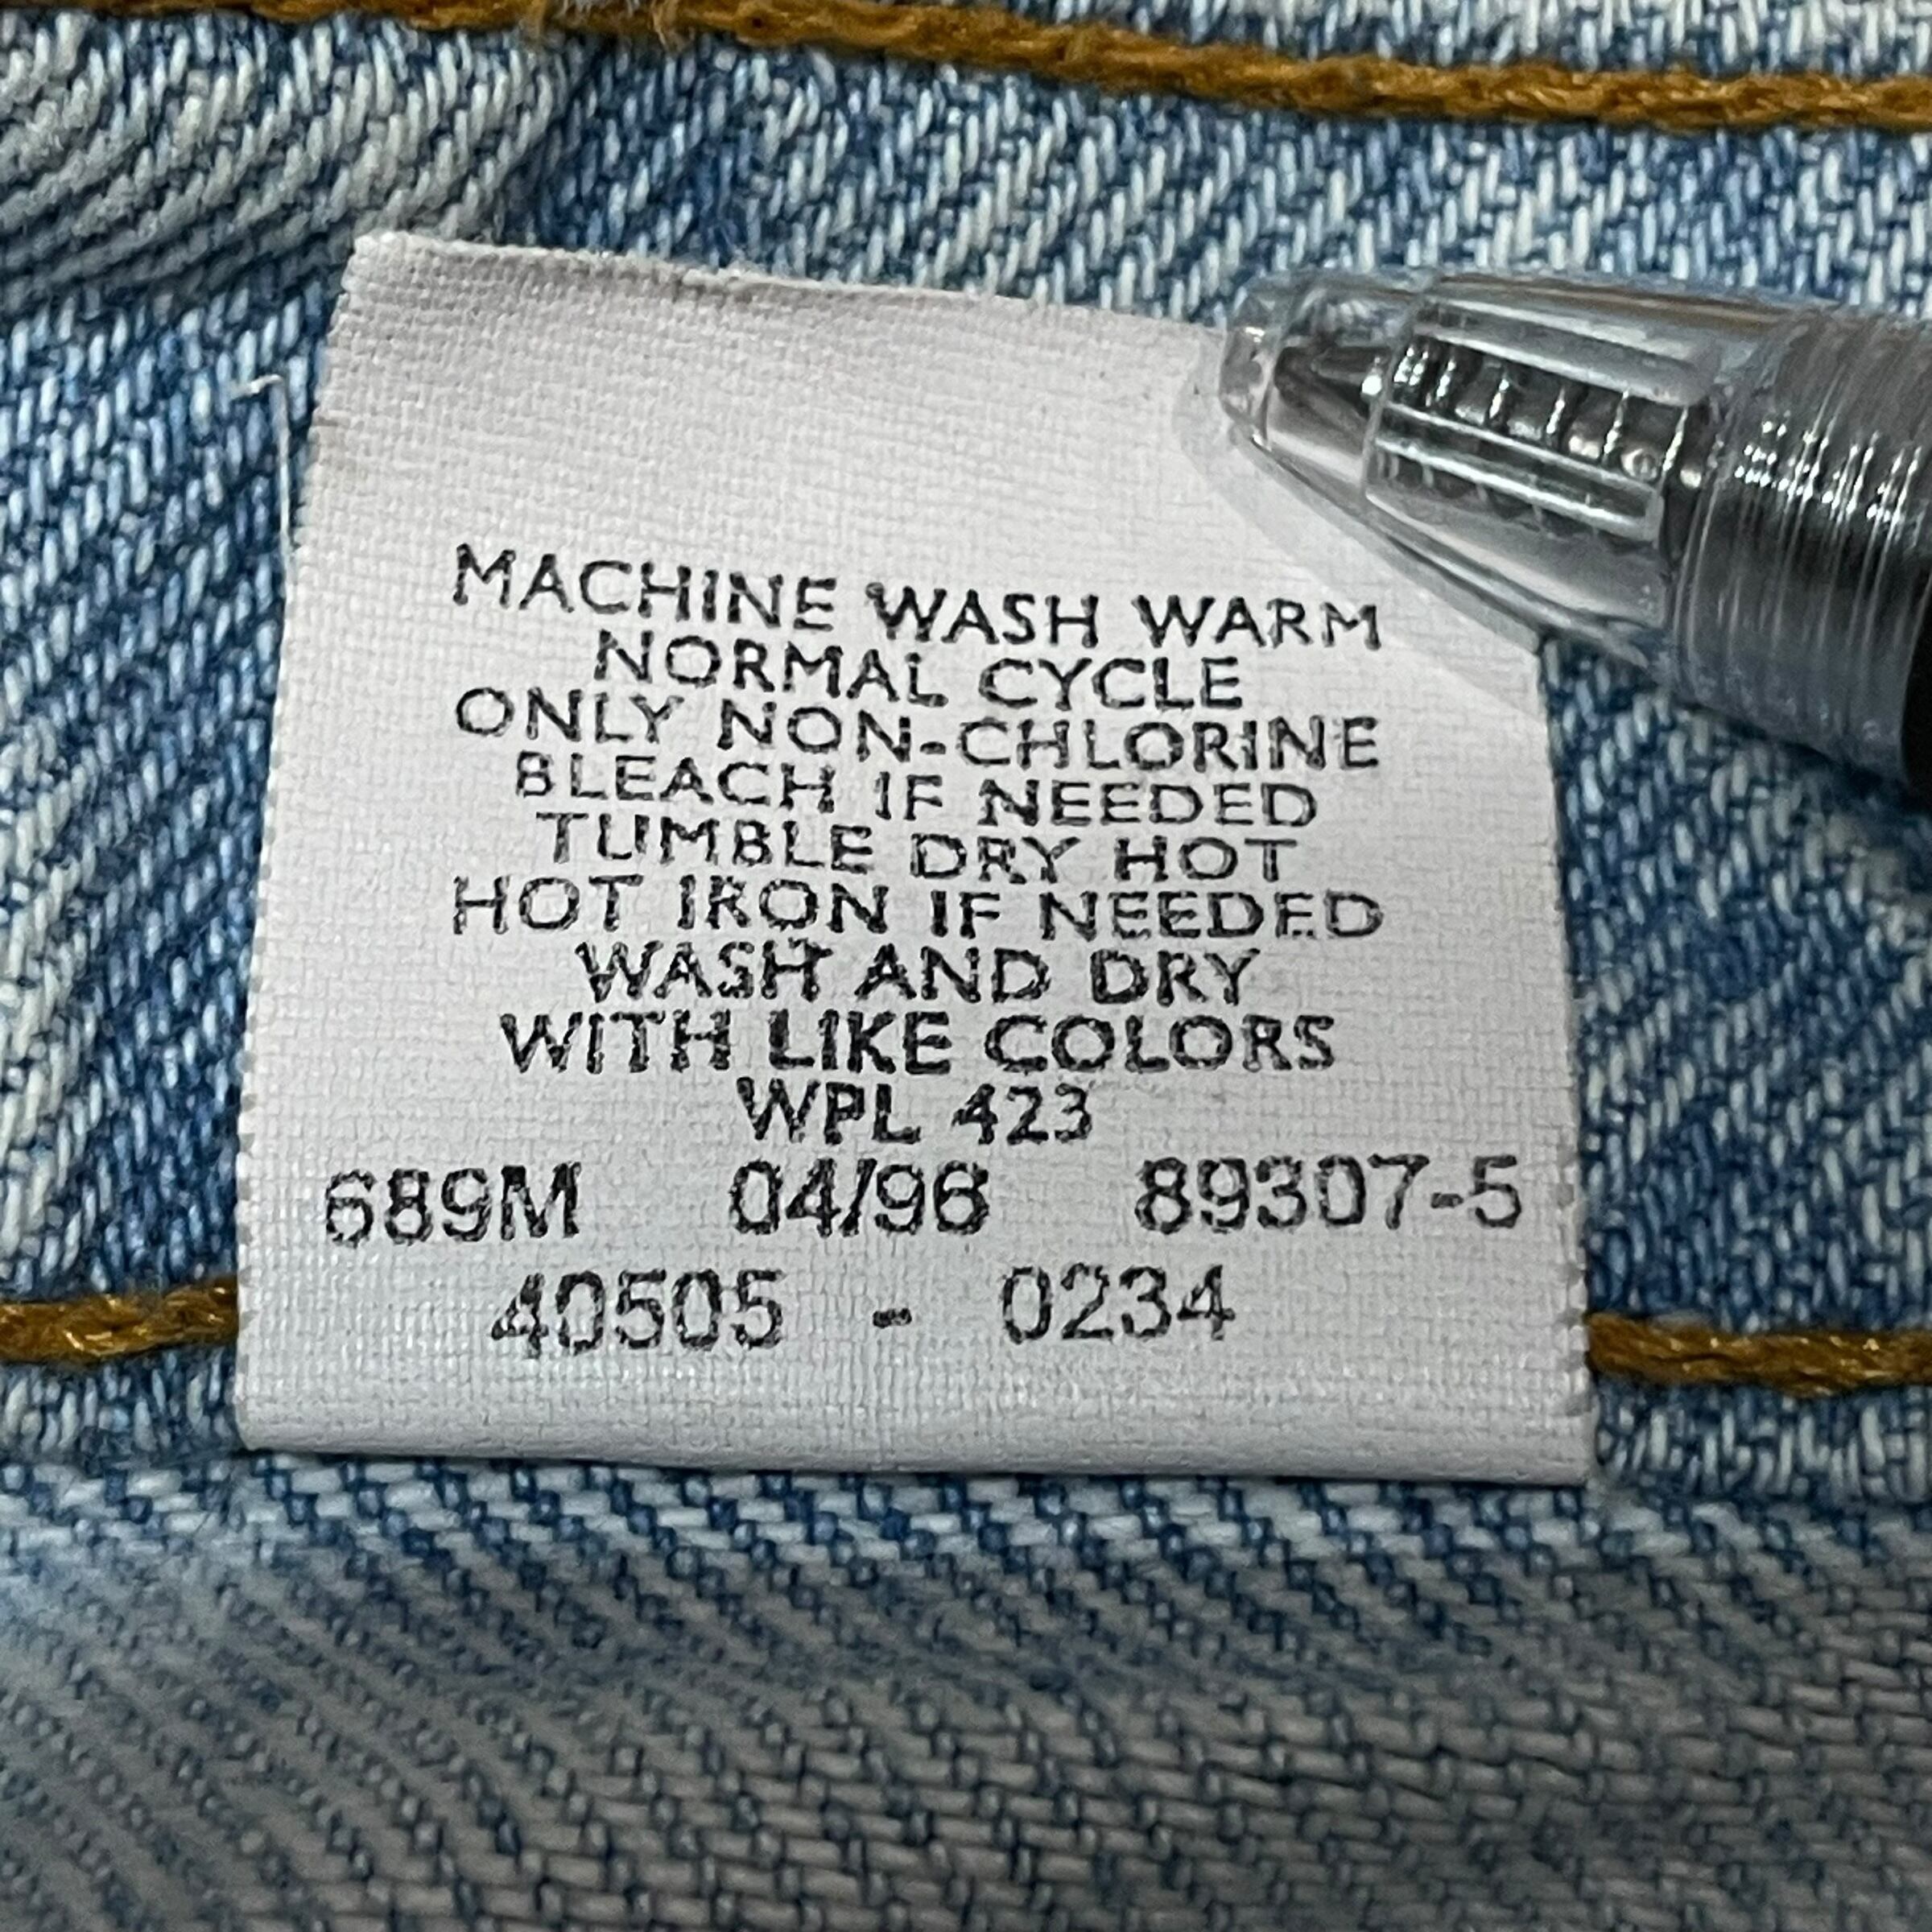 MACHINE WASH WARM
NORMAL CYCLE
ONLY NON-CHLORINE
BLEACH IF NEEDED
TUMBLE DRY HOT
HOT IRON IF NEEDED
WASH AND DRY
WITH LIKE COLORS
WPL 423
689M 04/96 89307-5
40505 - 0234